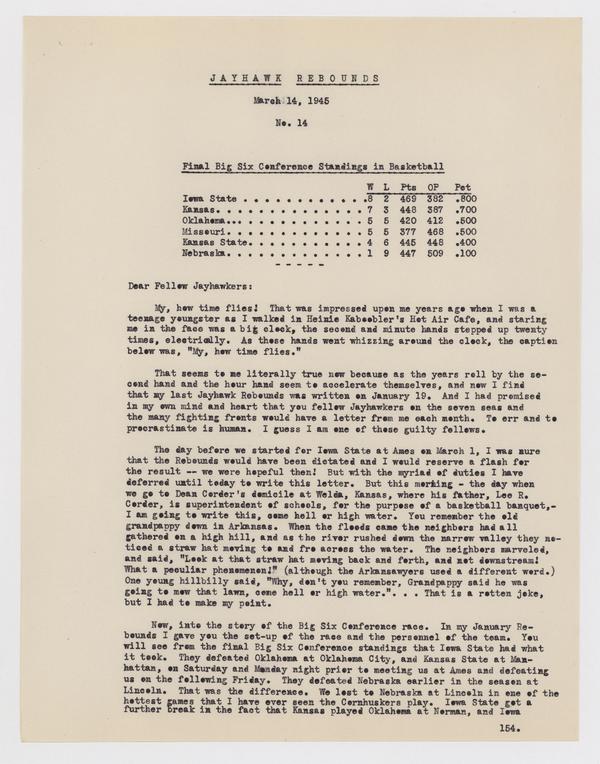 JAYHAWK REBOUNDS
March 14, 1945
No. 14
Final Big Six Conference Standings in Basketball
W L Pts OP Pct
Iowa State . . . . . . . . . . . .8 2 469 382 .800
Kansas. . . . . . . . . . . . . . 7 3 448 387 .700
Oklahoma... . . . . . . . . . . . 5 5 420 412 .500
Missouri. . . . . . . . . . . . . 5 5 377 468 .500
Kansas State. . . . . . . . . . . 4 6 445 448 .400
Nebraska. . . . . . . . . . . . . 1 9 447 509 .100
- - - - -
Dear Fellow Jayhawkers:
My, how time flies! That was impressed upon me years ago when I was a
teenage youngster as I walked in Heinie Kaboobler's Hot Air Cafe, and staring
me in the face was a big clock, the second and minute hands stepped up twenty
times, electrically. As these hands went whizzing around the clock, the caption
below was, "My, how time flies."
That seems to me literally true now because as the years roll by the se-
cond hand and the hour hand seem to accelerate themselves, and now I find
that my last Jayhawk Rebounds was written on January 19. And I had promised
in my own mind and heart that you fellow Jayhawkers on the seven seas and
the many fighting fronts would have a letter from me each month. To err and to
procrastinate is human. I guess I am one of those guilty fellows.
The day before we started for Iowa State at Ames on March 1, I was sure
that the Rebounds would have been dictated and I would reserve a flash for
the result -- we were hopeful then! But with the myriad of duties I have
deferred until today to write this letter. But this morning - the day when
we go to Dean Corder's domicile at Welda, Kansas, where his father, Lee R.
Corder, is superintendent of schools, for the purpose of a basketball banquet,-
I am going to write this, come hell or high water. You remember the old
grandpappy down in Arkansas. When the floods came the neighbors had all
gathered on a high hill, and as the river rushed down the narrow valley they no-
ticed a straw hat moving to and fro across the water. The neighbors marveled,
and said, "Look at that straw hat moving back and forth, and not downstream!
What a peculiar phenomenon!" (although the Arkansawyers used a different word.)
One young hillbilly said, "Why, don't you remember, Grandpappy said he was
going to mow that lawn, come hell or high water.". . . That is a rotten joke,
but I had to make my point.
Now, into the story of the Big Six Conference race. In my January Re-
bounds I gave you the set-up of the race and the personnel of the team. You
will see from the final Big Six Conference standings that Iowa State had what
it took. They defeated Oklahoma at Oklahoma City, and Kansas State at Man-
hattan, on Saturday and Monday night prior to meeting us at Ames and defeating
us on the following Friday. They defeated Nebraska earlier in the season at
Lincoln. That was the difference. We lost to Nebraska at Lincoln in one of the
hottest games that I have ever seen the Cornhuskers play. Iowa State got a
further break in the fact that Kansas played Oklahoma at Norman, and Iowa
154.